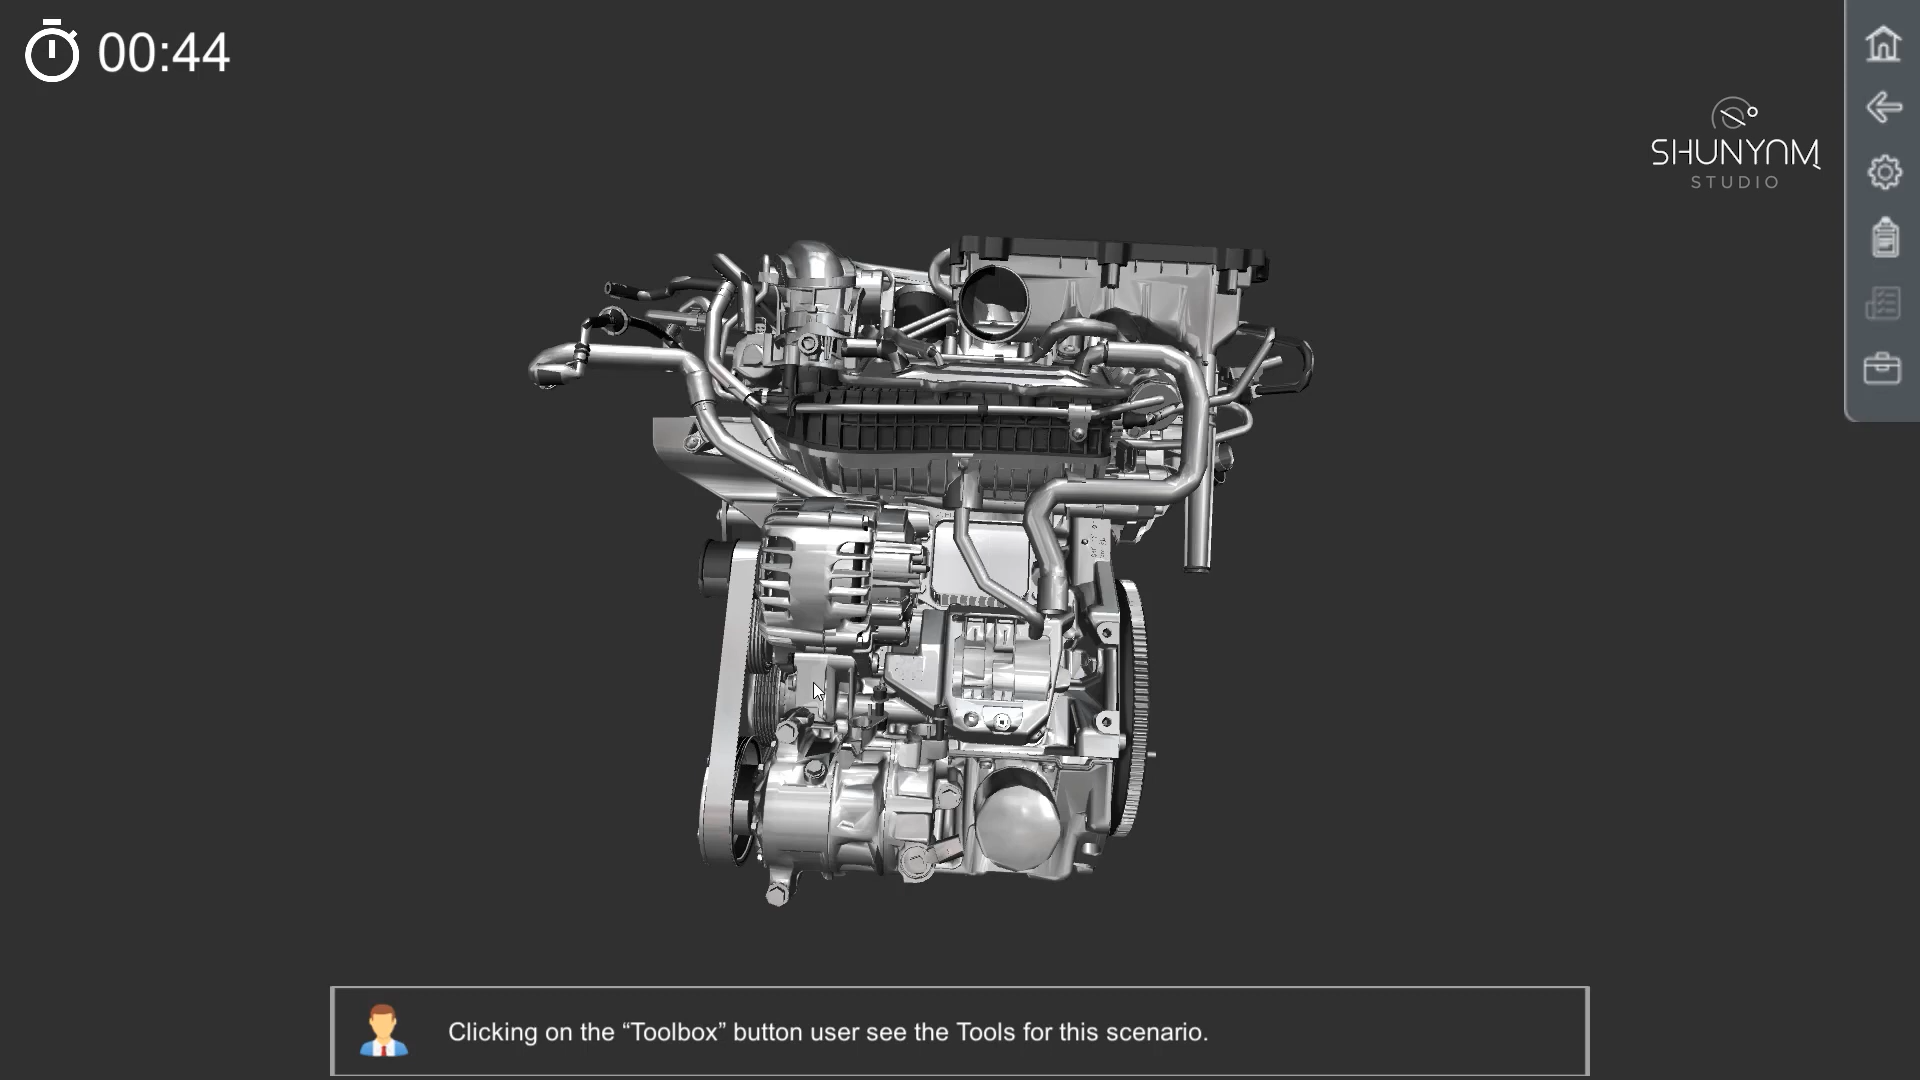 00:44
SHUNYAM
STUDIO
Clicking on the “Toolbox” button user see the Tools for this scenario.